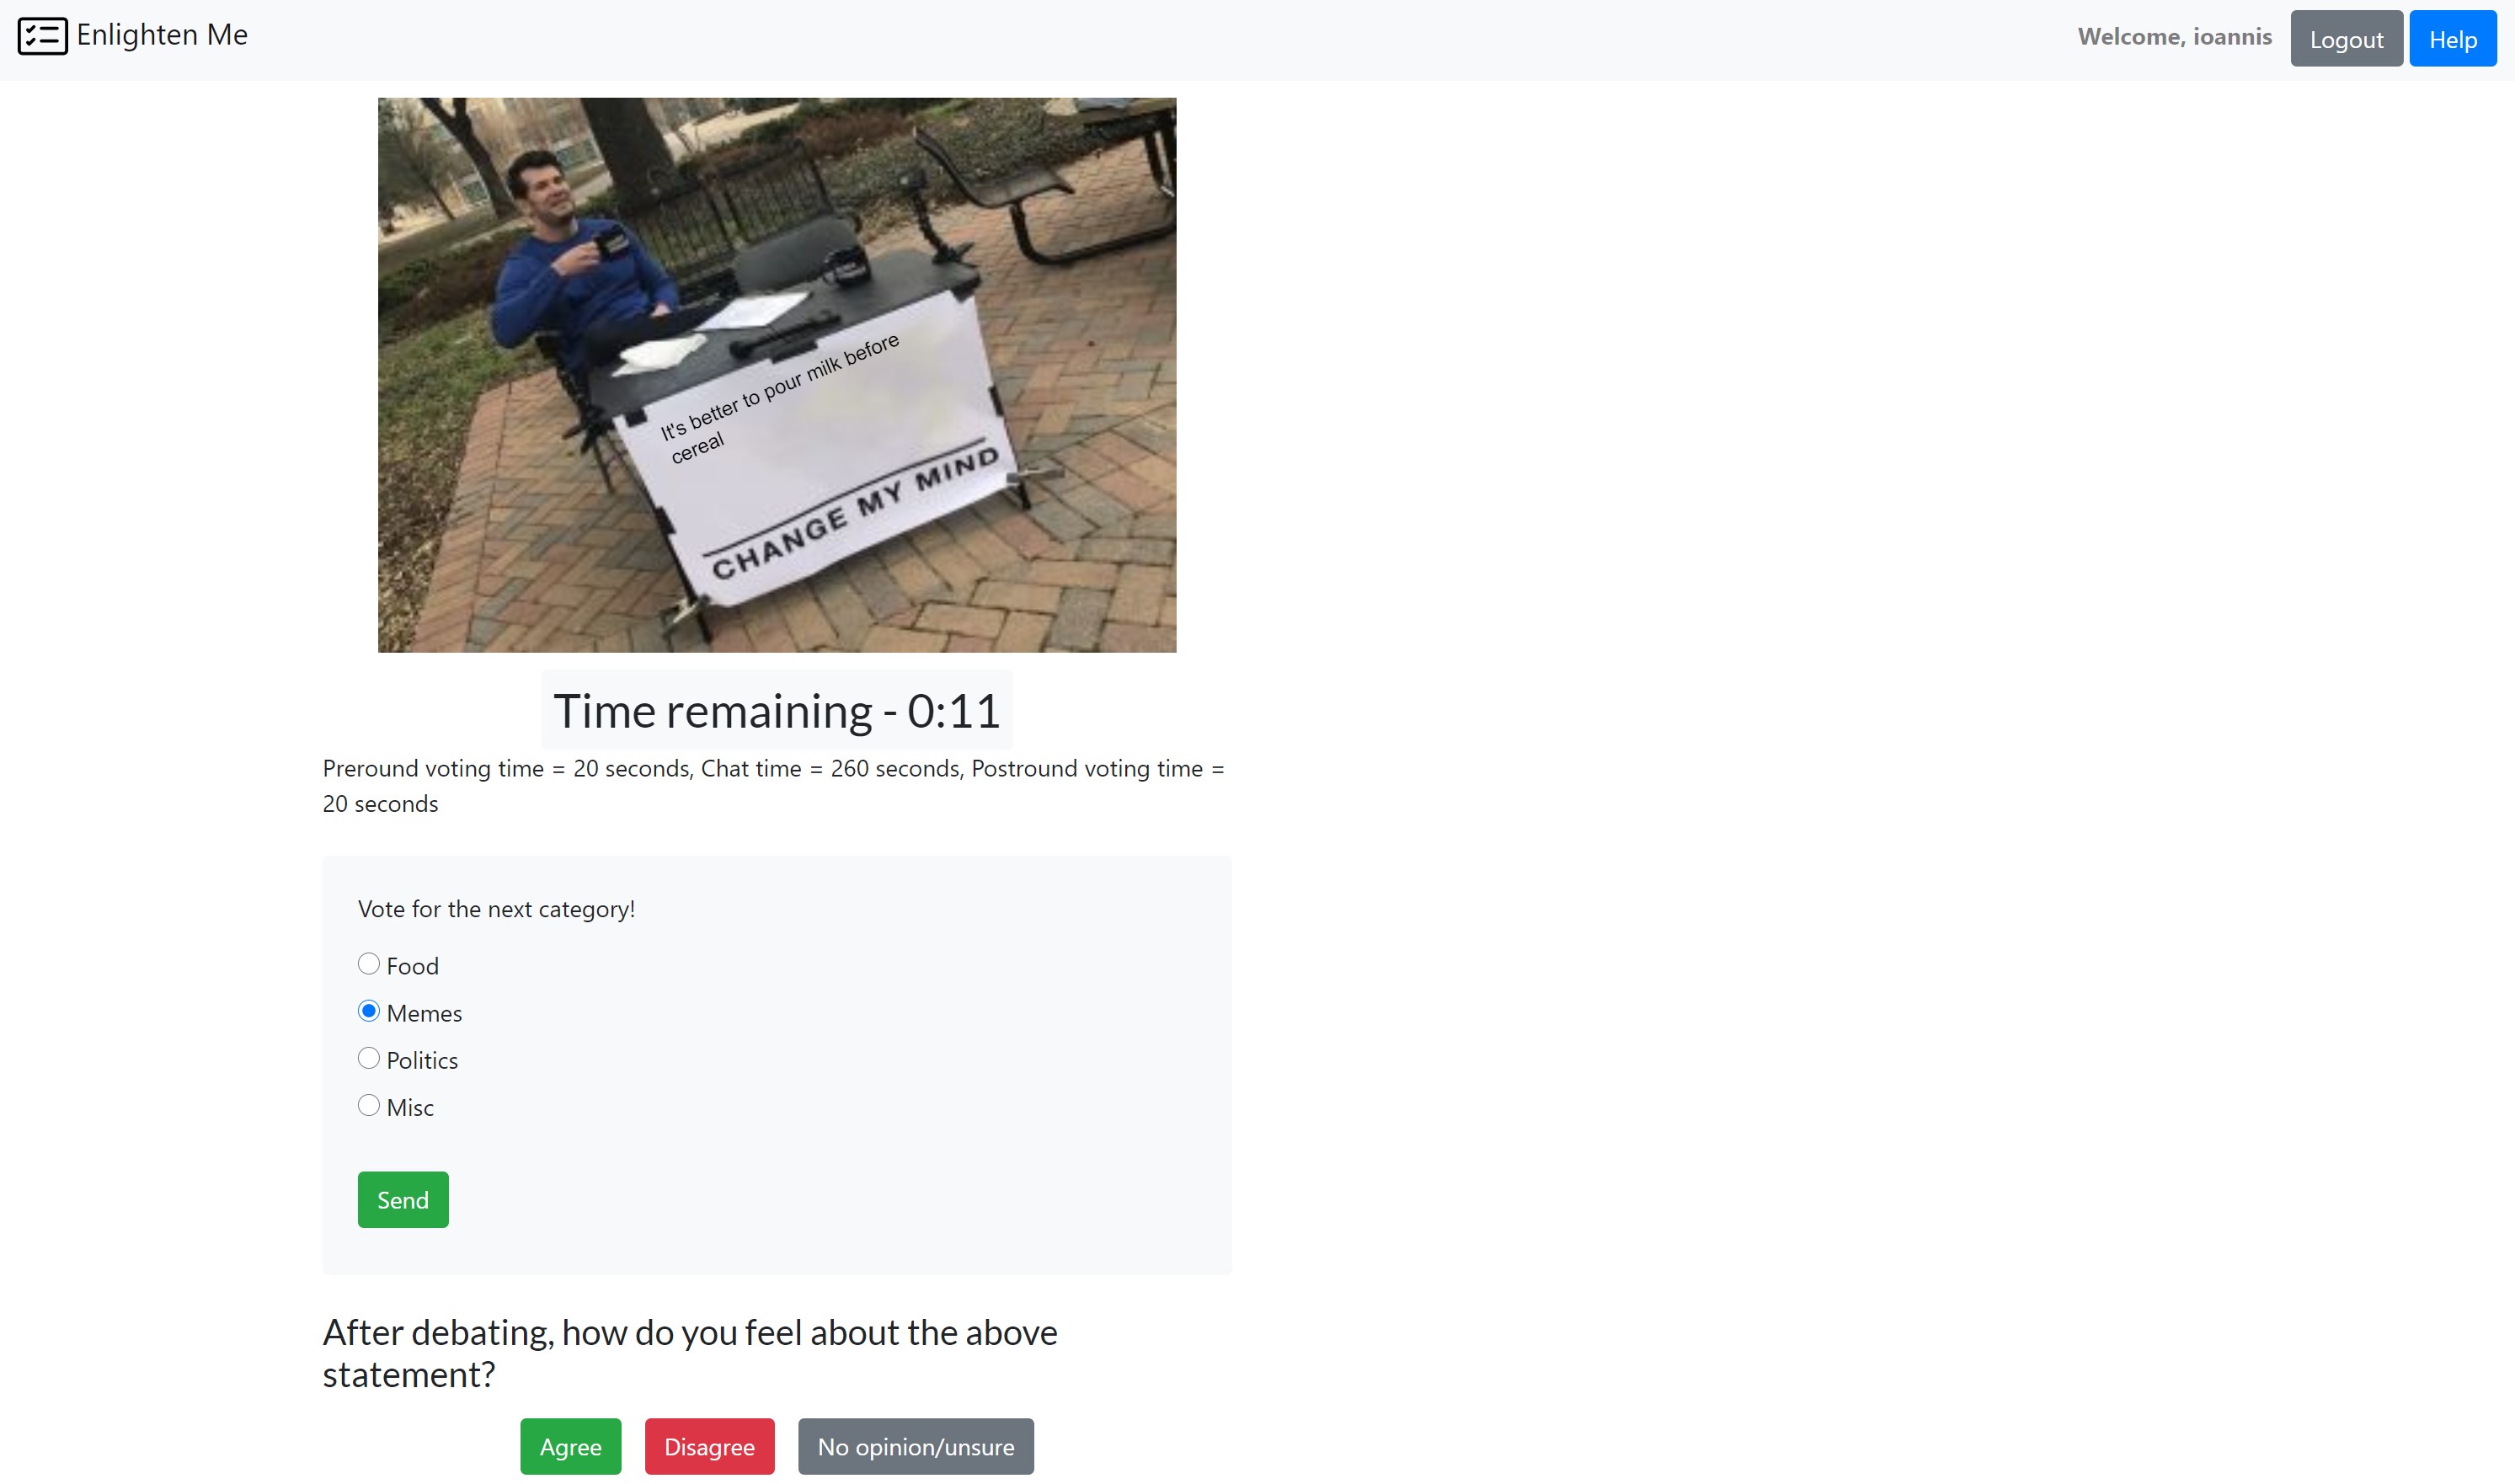 Enlighten Me
Welcome, ioannis
Logout
Help
It's better to pour milk before
cereal
CHANGE MY MIND
Time remaining - 0:11
Preround voting time = 20 seconds, Chat time = 260 seconds, Postround voting time =
20 seconds
Vote for the next category!
Food
Memes
Politics
Misc
Send
After debating, how do you feel about the above
statement?
Agree
Disagree
No opinion/unsure